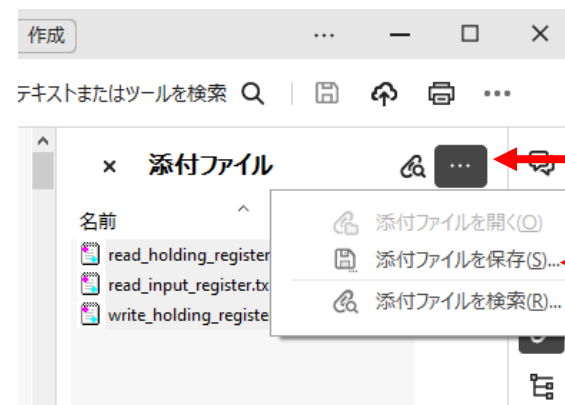 作成
テキストまたはツールを検索
添付ファイル
名前
添付ファイルを開く(O)
read_holding_register
添付ファイルを保存(S)...
read_input_register.tx
添付ファイルを検索(R)...
write_holding_registe